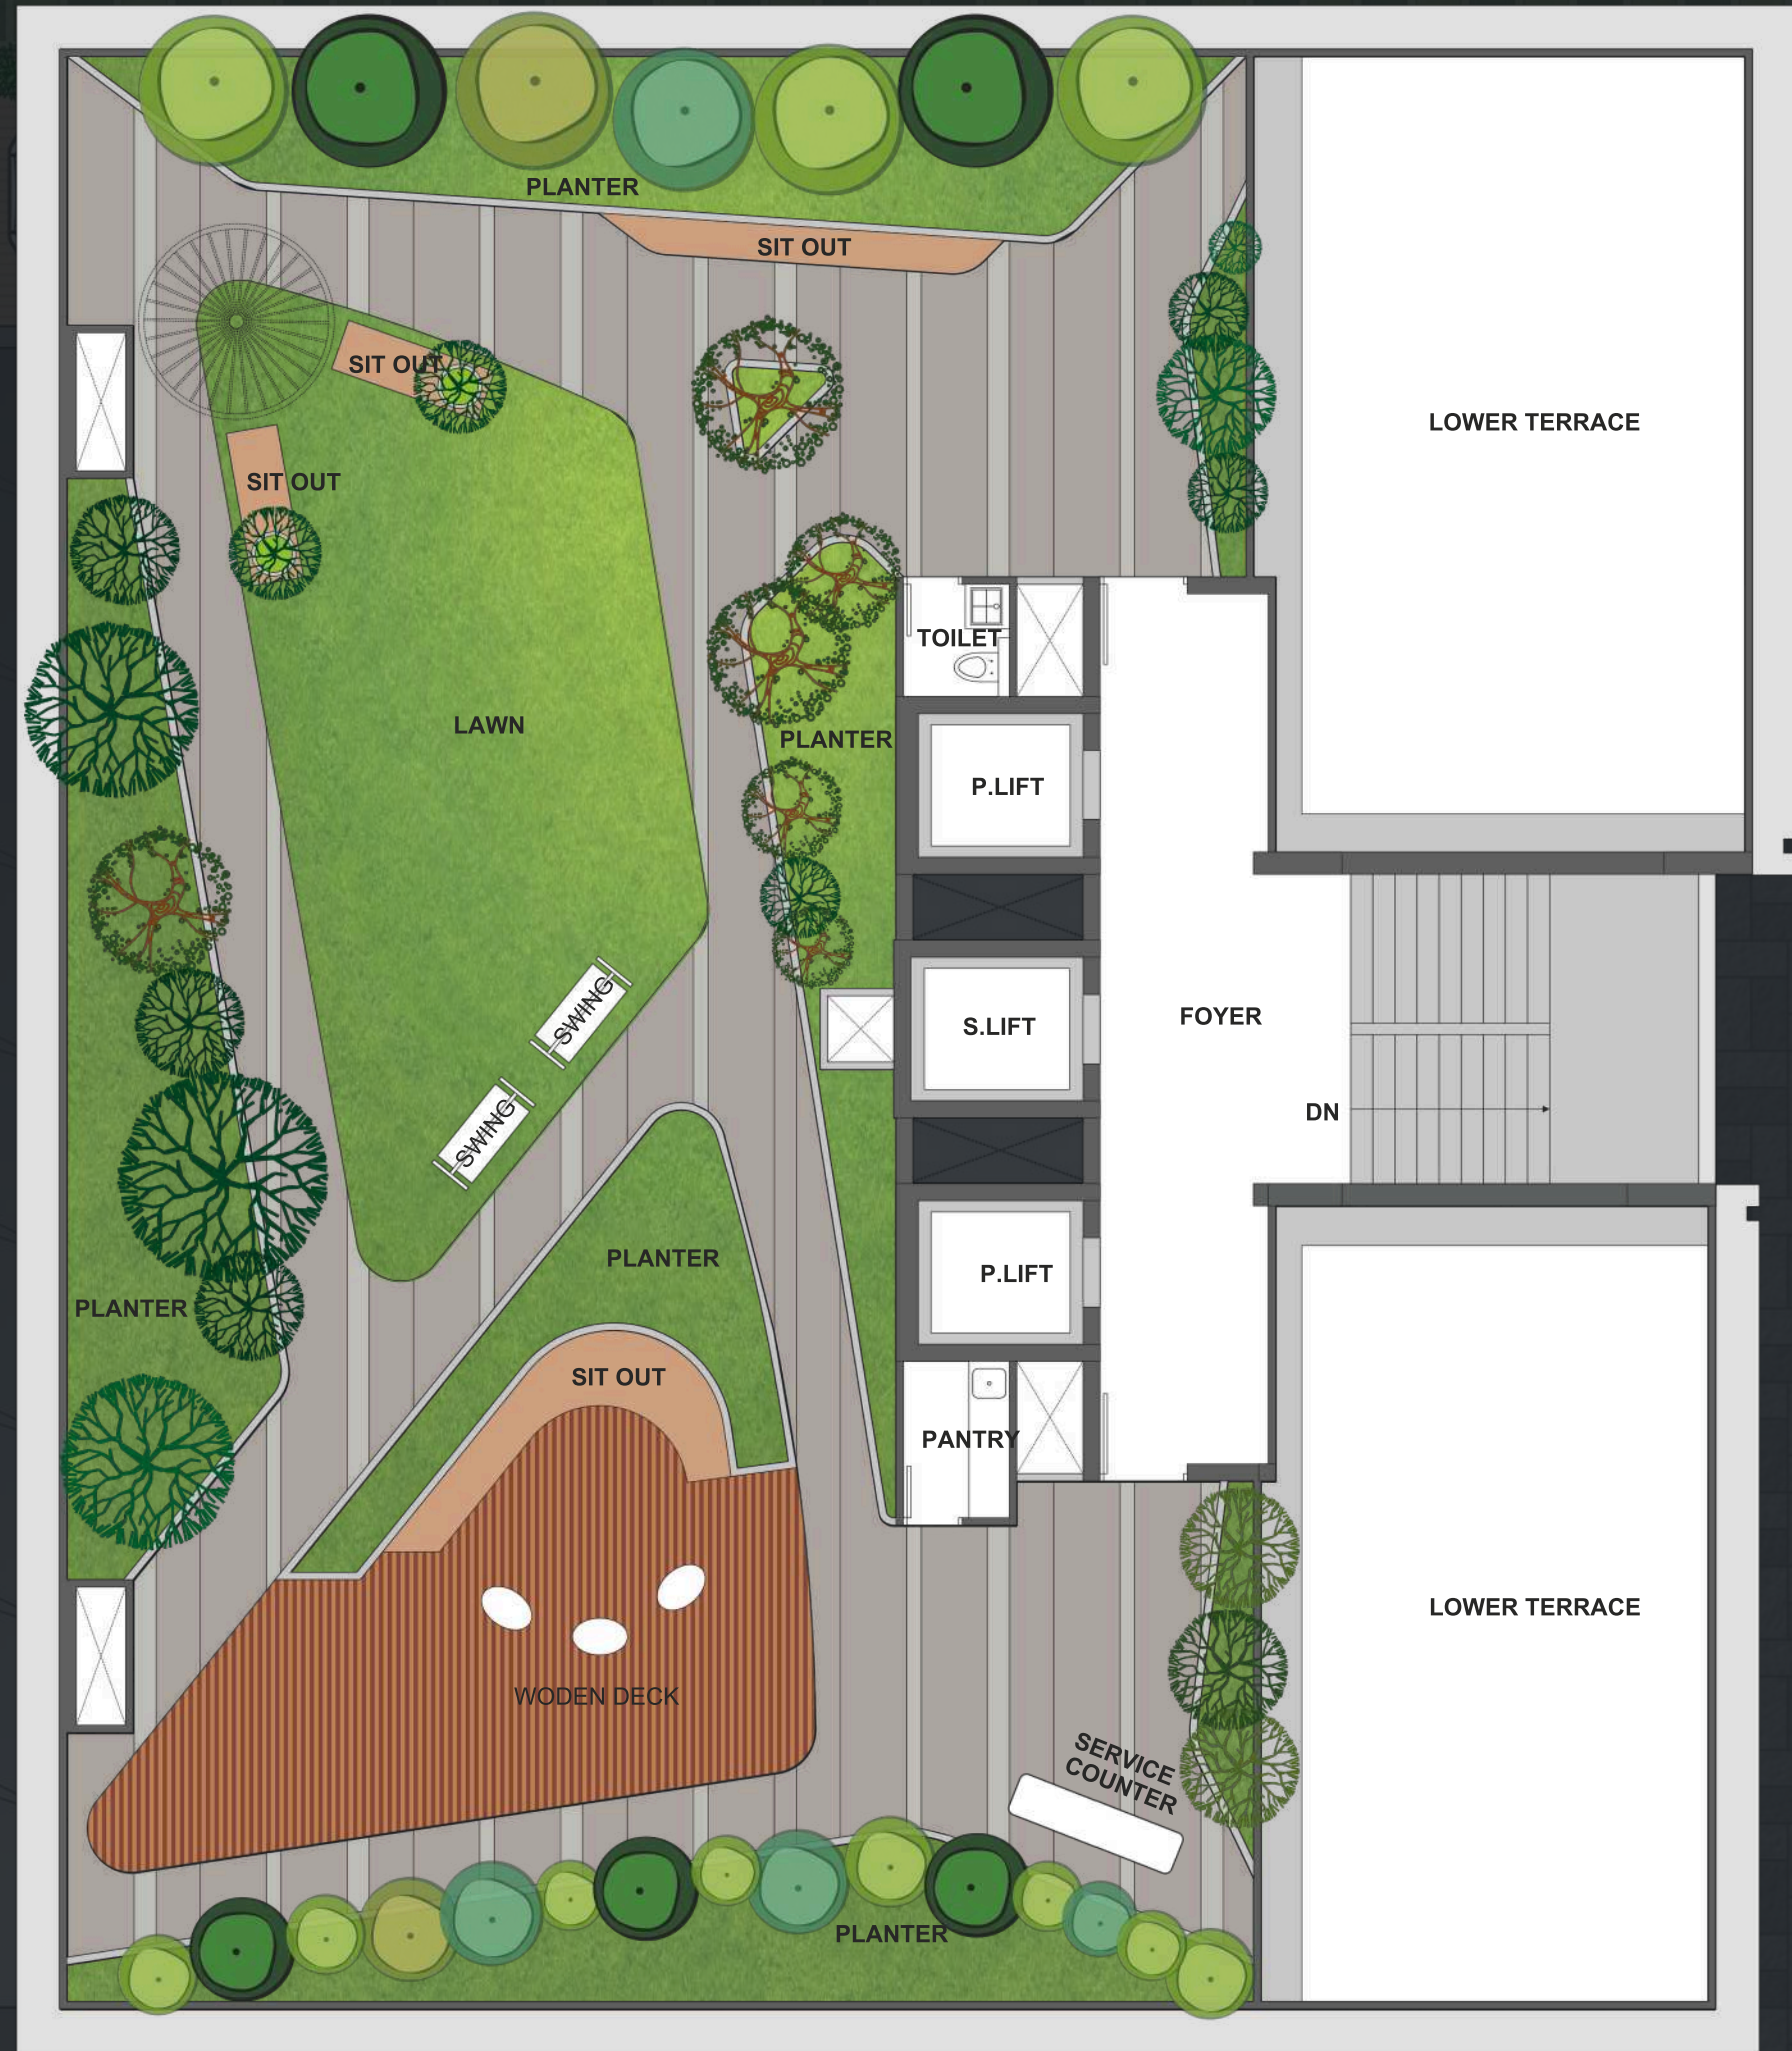 PLANTER
SIT OUT
SIT OUT
LOWER TERRACE
SIT OUT
TOILET
LAWN
PLANTER
P.LIFT
SWING
FOYER
S.LIFT
SWING
DN
PLANTER
P.LIFT
PLANTER
SIT OUT
PANTRY
LOWER TERRACE
WODEN DECK
SERVICE
COUNTER
PLANTER